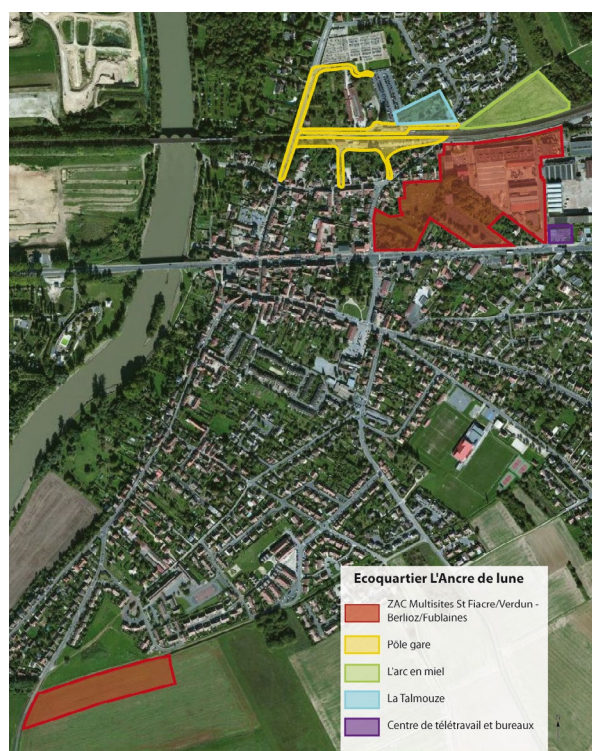 Ecoquartier L'Ancre de lune
ZAC Multisites St Fiacre/Verdun -
Berlioz/Fublaines
Pôle gare
L'arc en miel
La Talmouze
Centre de télétravail et bureaux